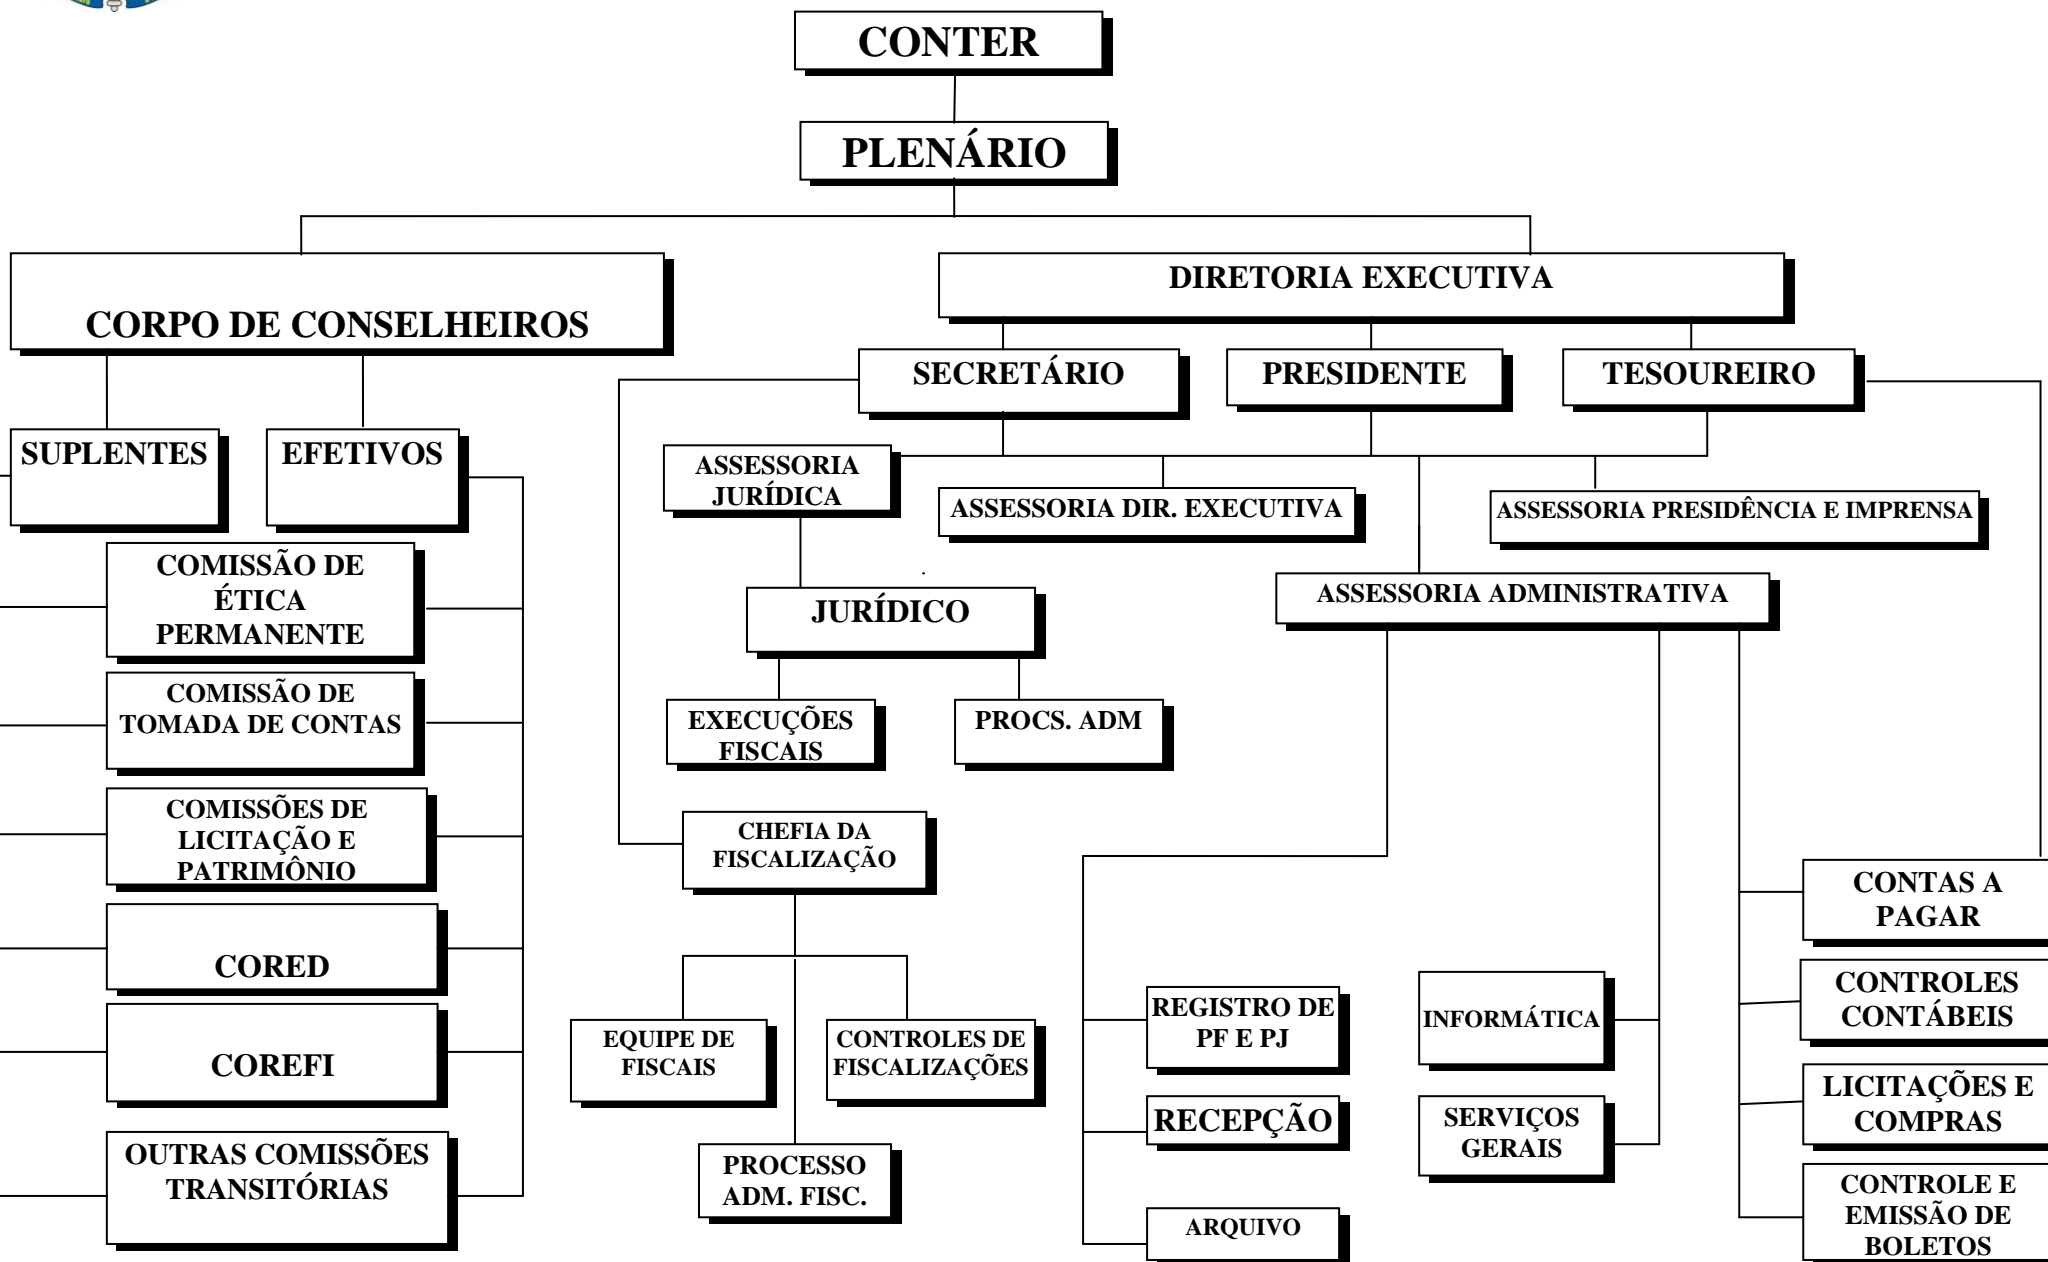 CONTER
PLENÁRIO
CORPO DE CONSELHEIROS
DIRETORIA EXECUTIVA
SECRETÁRIO
PRESIDENTE
TESOUREIRO
SUPLENTES
EFETIVOS
ASSESSORIA
JURÍDICA
ASSESSORIA DIR. EXECUTIVA
ASSESSORIA PRESIDÊNCIA E IMPRENSA
COMISSÃO DE
ÉTICA
PERMANENTE
JURÍDICO
ASSESSORIA ADMINISTRATIVA
COMISSÃO DE
TOMADA DE CONTAS
EXECUÇÕES
FISCAIS
PROCS. ADM
COMISSÕES DE
LICITAÇÃO E
PATRIMÔNIO
CHEFIA DA
FISCALIZAÇÃO
CONTAS A
PAGAR
CORED
CONTROLES
CONTÁBEIS
COREFI
EQUIPE DE
FISCAIS
CONTROLES DE
FISCALIZAÇÕES
REGISTRO DE
PF E PJ
INFORMÁTICA
LICITAÇÕES E
COMPRAS
OUTRAS COMISSÕES
TRANSITÓRIAS
PROCESSO
ADM. FISC.
RECEPÇÃO
SERVIÇOS
GERAIS
ARQUIVO
CONTROLE E
EMISSÃO DE
BOLETOS